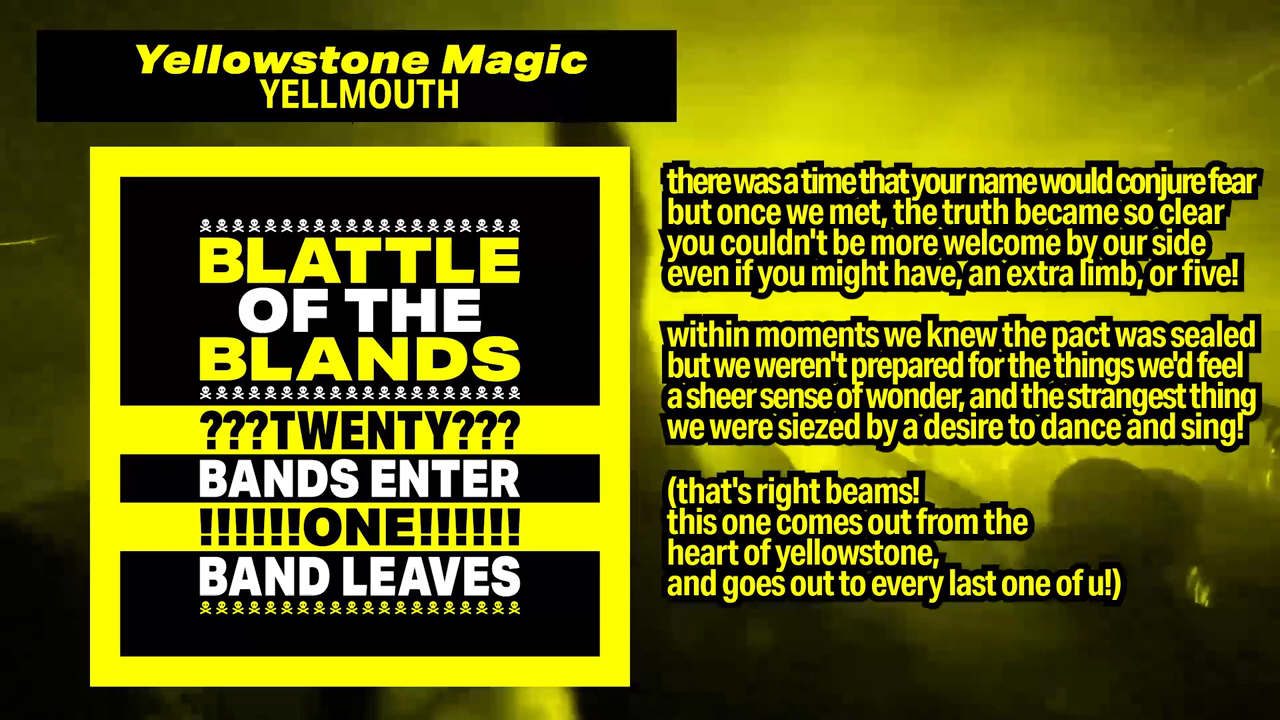 Yellowstone Magic
YELLMOUTH
BLATTLE
OF THE
BLANDS
???TWENTY???
BANDS ENTER
!!!!!!ONE!!!!!!
BAND LEAVES
there was a time that your name would conjure fear
but once we met, the truth became so clear
you couldn't be more welcome by our side
even if you might have, an extra limb, or five!
within moments we knew the pact was sealed
but we weren't prepared for the things we'd feel
a sheer sense of wonder, and the strangest thing
we were siezed by a desire to dance and sing!
(that's right beams!
this one comes out from the
heart of yellowstone,
and goes out to every last one of u!)